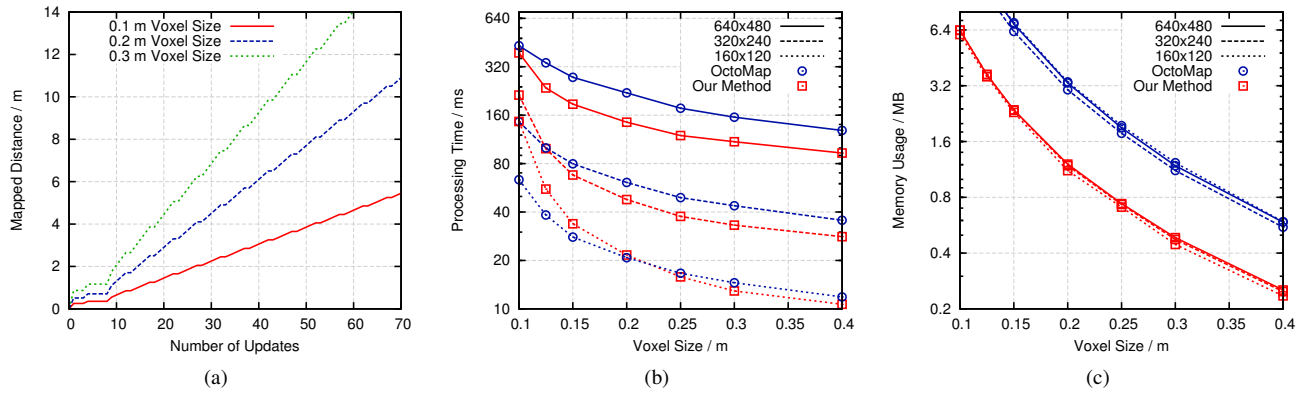 14
12
10
8
6
4
2
0
0 10 20 30 40 50 60 70
Mapped Distance / m
Number of Updates
0.1 m Voxel Size
0.2 m Voxel Size
0.3 m Voxel Size
(a)
640
320
160
80
40
20
10
0.1 0.15 0.2 0.25 0.3 0.4
Processing Time / ms
Voxel Size / m
640x480
320x240
160x120
OctoMap
Our Method
(b)
6.4
3.2
1.6
0.8
0.4
0.2
0.1 0.15 0.2 0.25 0.3 0.4
Memory Usage / MB
Voxel Size / m
640x480
320x240
160x120
OctoMap
Our Method
(c)